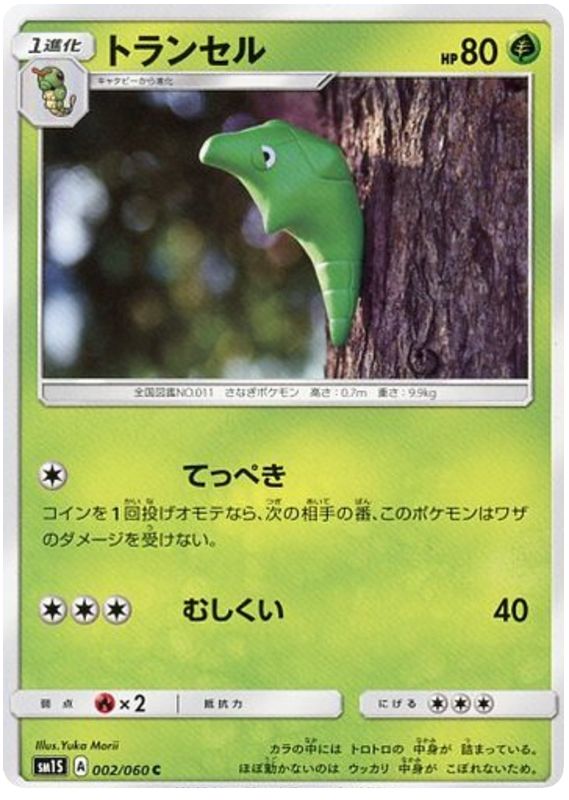 1進化
トランセル
HP80
キャタピーから進化
全国図鑑NO.011 さなぎポケモン 高さ:0.7m 重さ:9.9kg
てっぺき
コインを1回投げオモテなら、次の相手の番、このポケモンはワザ
のダメージを受けない。
むしくい 40
弱点 ×2 抵抗力 にげる
Illus.Yuka Morii
カラの中には トロトロの 中身が 詰まっている。
ほぼ動かないのは ウッカリ 中身が こぼれないため。
SM1S A 002/060 C